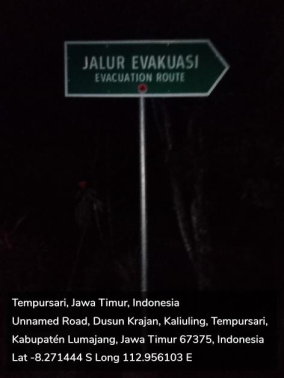 JALUR EVAKUASI
EVACUATION ROUTE
Tempursari, Jawa Timur, Indonesia
Unnamed Road, Dusun Krajan, Kaliuling, Tempursari,
Kabupatén Lumajang, Jawa Timur 67375, Indonesia
Lat -8.271444 S Long 112.956103 E